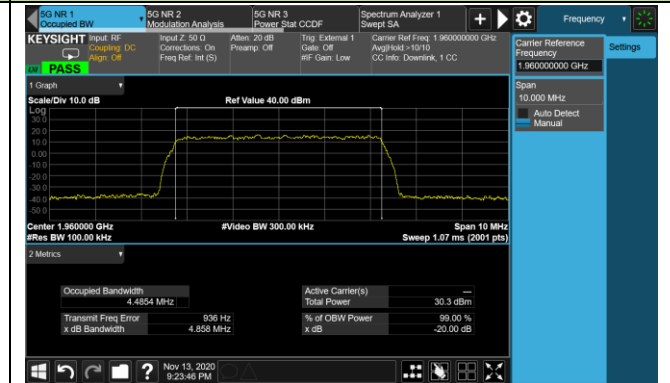 5G NR 1
Occupied BW
5G NR 2
Modulation Analysis
5G NR 3
Power Stat CCDF
Spectrum Analyzer 1
Swept SA
+
Frequency
KEYSIGHT
Input: RF
Coupling: DC
Align: Off
Input Z: 50 Ω
Corrections: On
Freq Ref: Int (S)
Atten: 20 dB
Preamp: Off
Trig: External 1
Gate: Off
#IF Gain: Low
Carrier Ref Freq: 1.960000000 GHz
Avg|Hold:>10/10
CC Info: Downlink, 1 CC
LNI PASS
Carrier Reference
Frequency
1.960000000 GHz
Settings
Span
10.000 MHz
Auto Detect
Manual
1 Graph
Scale/Div 10.0 dB
Ref Value 40.00 dBm
Log
30.0
20.0
10.0
0.00
-10.0
-20.0
-30.0
-40.0
-50.0
Center 1.960000 GHz
#Video BW 300.00 kHz
Span 10 MHz
#Res BW 100.00 kHz
Sweep 1.07 ms (2001 pts)
2 Metrics
Occupied Bandwidth
4.4854 MHz
Active Carrier(s)
---
Total Power
30.3 dBm
Transmit Freq Error
936 Hz
% of OBW Power
99.00 %
x dB Bandwidth
4.858 MHz
x dB
-20.00 dB
?
Nov 13, 2020
9:23:46 PM